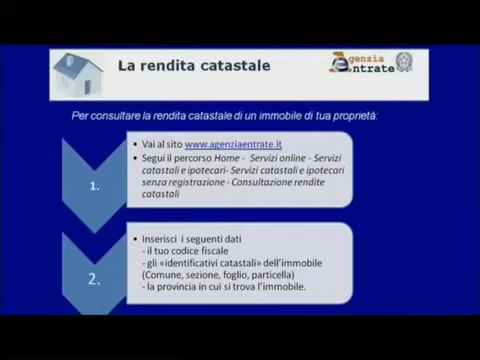 La rendita catastale
genzia
ntrate
Per consultare la rendita catastale di un immobile di tua proprietà:
1.
• Vai al sito www.agenziaentrate.it
• Segui il percorso Home - Servizi online - Servizi
catastali e ipotecari- Servizi catastali e ipotecari
senza registrazione - Consultazione rendite
catastali
2.
• Inserisci i seguenti dati
- il tuo codice fiscale
- gli «identificativi catastali» dell'immobile
(Comune, sezione, foglio, particella)
- la provincia in cui si trova l'immobile.